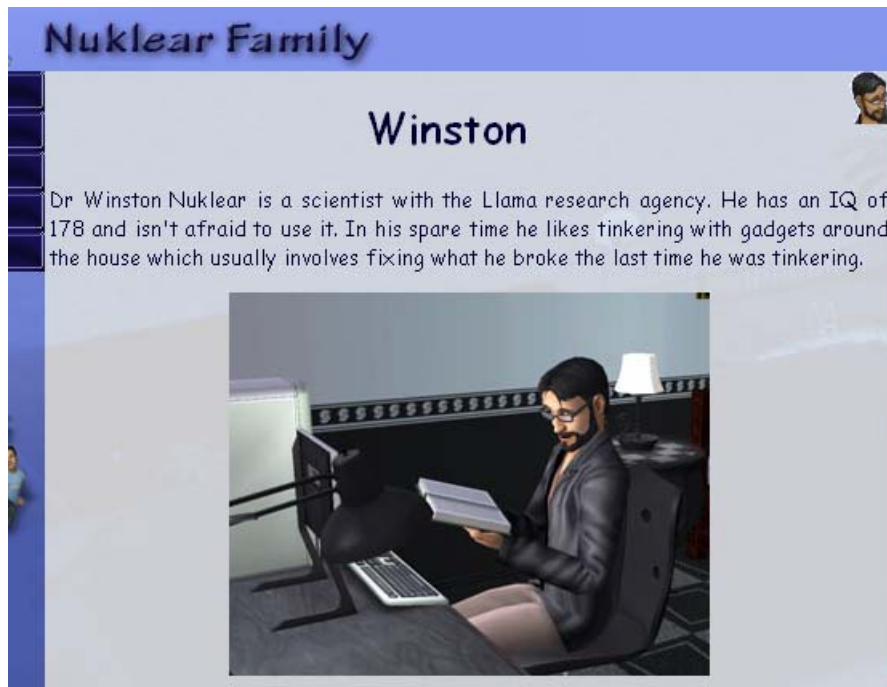 Nuklear Family
Winston
Dr Winston Nuklear is a scientist with the Llama research agency. He has an IQ of
178 and isn't afraid to use it. In his spare time he likes tinkering with gadgets around
the house which usually involves fixing what he broke the last time he was tinkering.